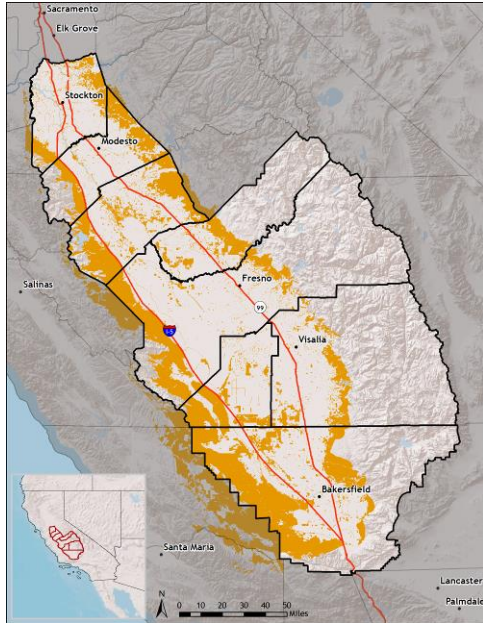 Sacramento
Elk Grove
Stockton
Modesto
Salinas
Fresno
99
Visalia
Bakersfield
Santa Maria
Lancaster
Palmdale
N
0 10 20 30 40 50
Miles